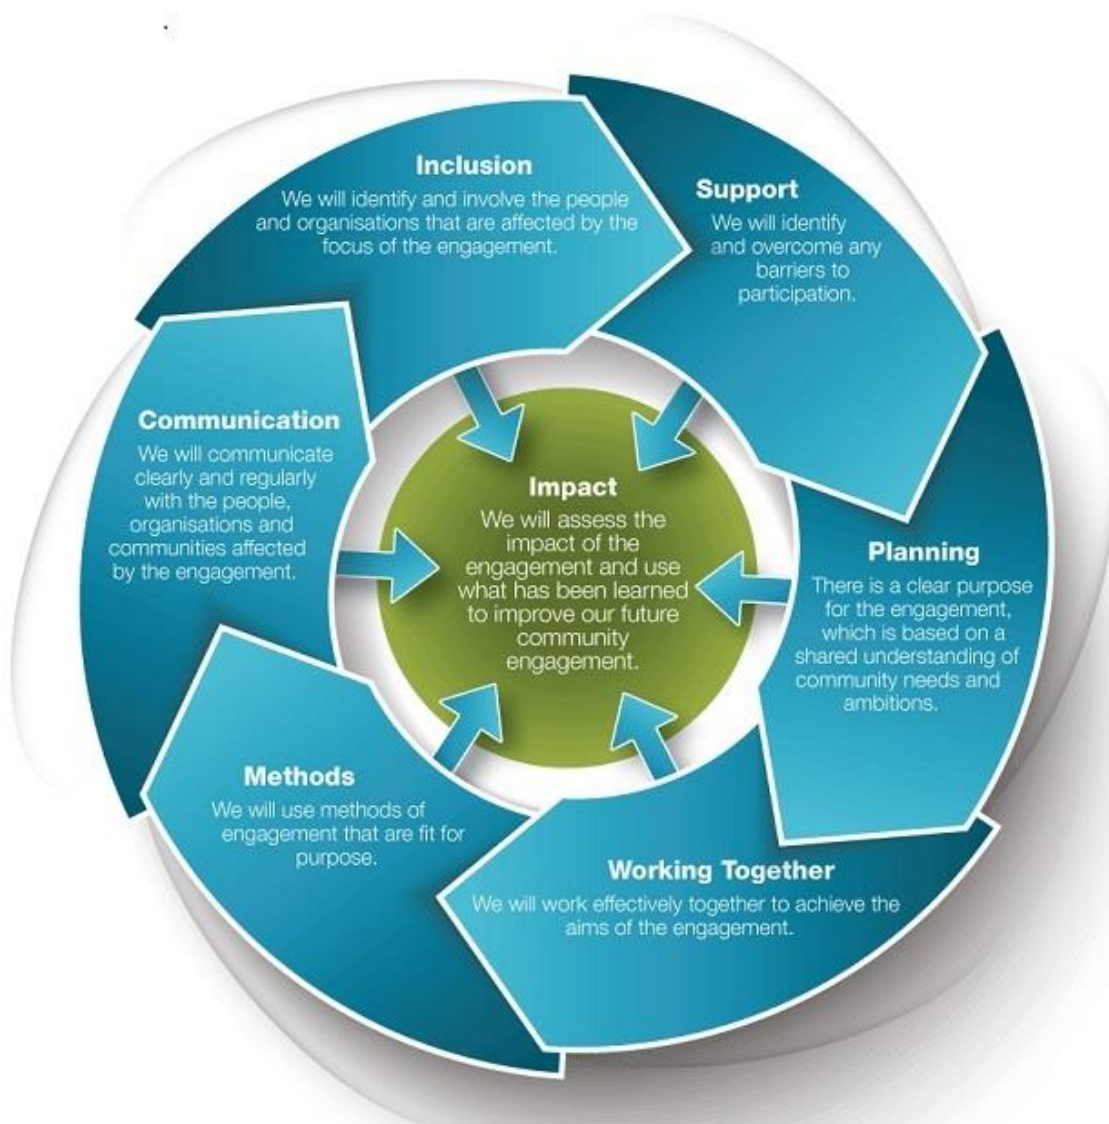 Inclusion
We will identify and involve the people
and organisations that are affected by the
focus of the engagement.
Support
We will identify
and overcome any
barriers to
participation.
Planning
There is a clear purpose
for the engagement,
which is based on a
shared understanding of
community needs and
ambitions.
Working Together
We will work effectively together to achieve the
aims of the engagement.
Methods
We will use methods of
engagement that are fit for
purpose.
Communication
We will communicate
clearly and regularly
with the people,
organisations and
communities affected
by the engagement.
Impact
We will assess the
impact of the
engagement and use
what has been learned
to improve our future
community
engagement.